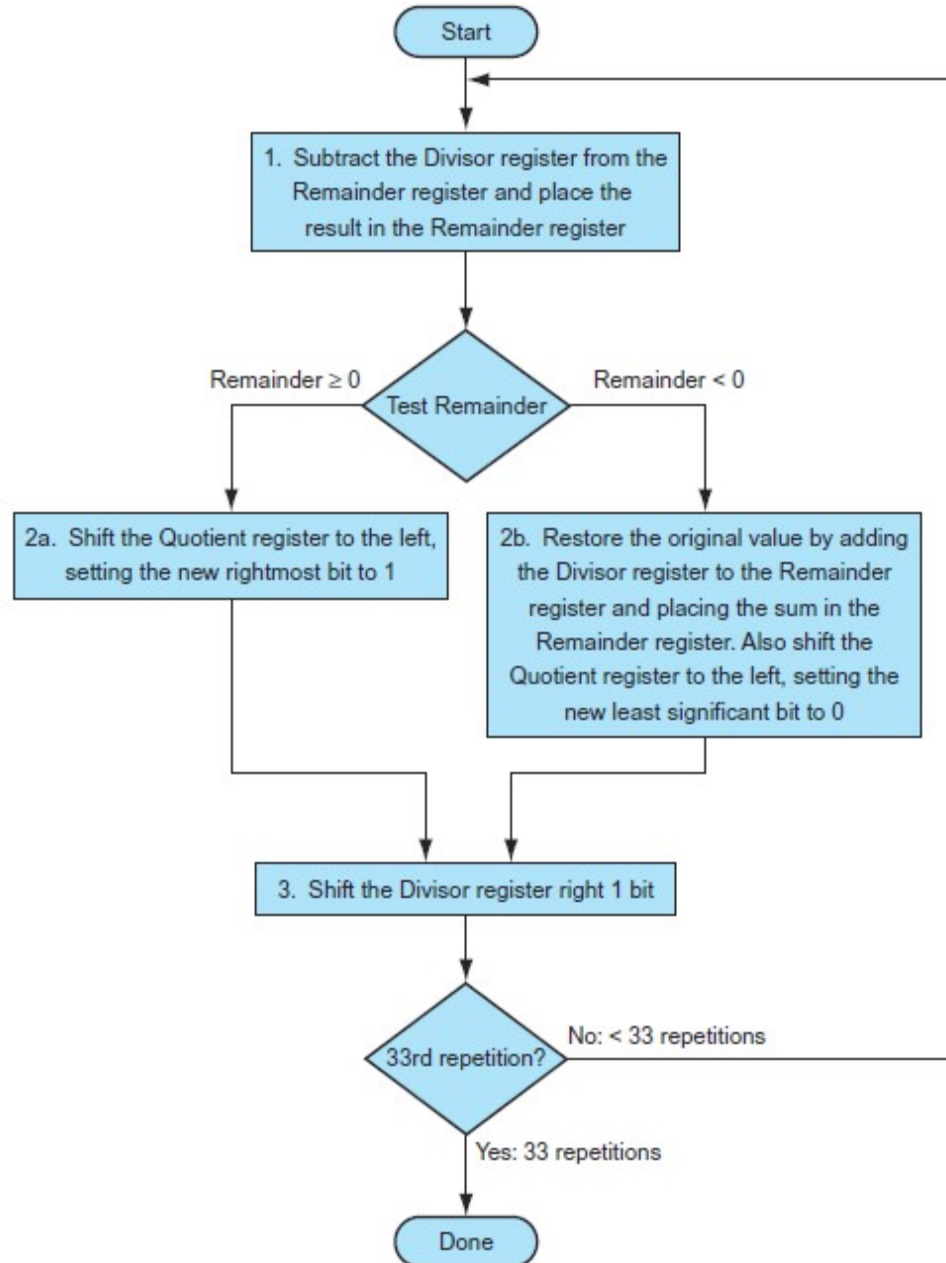 Start
1. Subtract the Divisor register from the
Remainder register and place the
result in the Remainder register
Remainder ≥ 0
Remainder < 0
Test Remainder
2a. Shift the Quotient register to the left,
setting the new rightmost bit to 1
2b. Restore the original value by adding
the Divisor register to the Remainder
register and placing the sum in the
Remainder register. Also shift the
Quotient register to the left, setting the
new least significant bit to 0
3. Shift the Divisor register right 1 bit
33rd repetition?
No: < 33 repetitions
Yes: 33 repetitions
Done